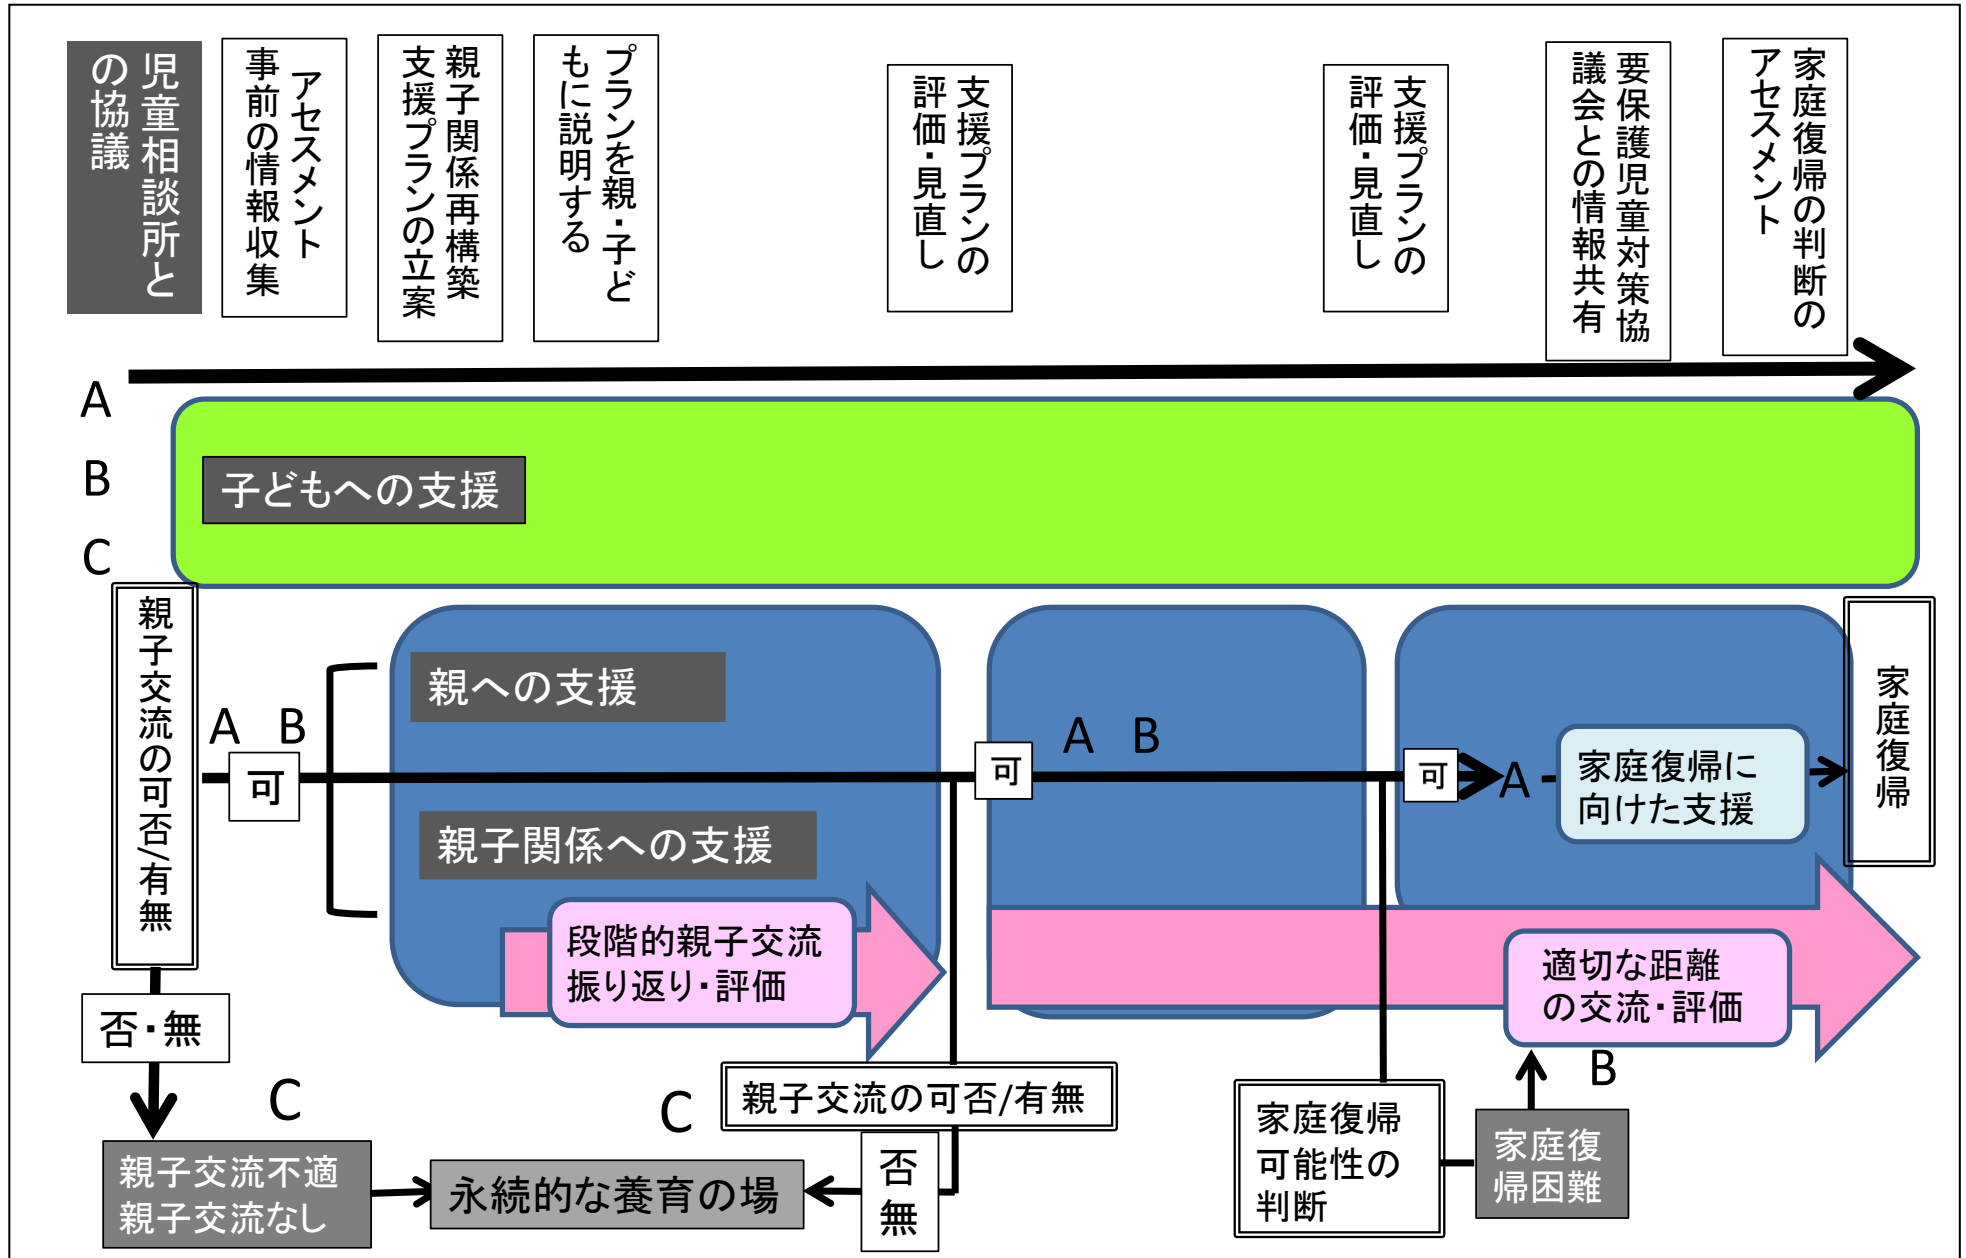 児童相談所と
の協議
アセスメント
事前の情報収集
親子関係再構築
支援プランの立案
プランを親・子ど
もに説明する
支援プランの
評価・見直し
支援プランの
評価・見直し
要保護児童対策協
議会との情報共有
家庭復帰の判断の
アセスメント
A
B
C
子どもへの支援
親子交流の可否/有無
A B
可
親への支援
親子関係への支援
段階的親子交流
振り返り・評価
可
A B
可
A
家庭復帰に
向けた支援
家庭復帰
適切な距離
の交流・評価
B
否・無
C
親子交流不適
親子交流なし
永続的な養育の場
C
親子交流の可否/有無
否
無
家庭復帰
可能性の
判断
家庭復
帰困難